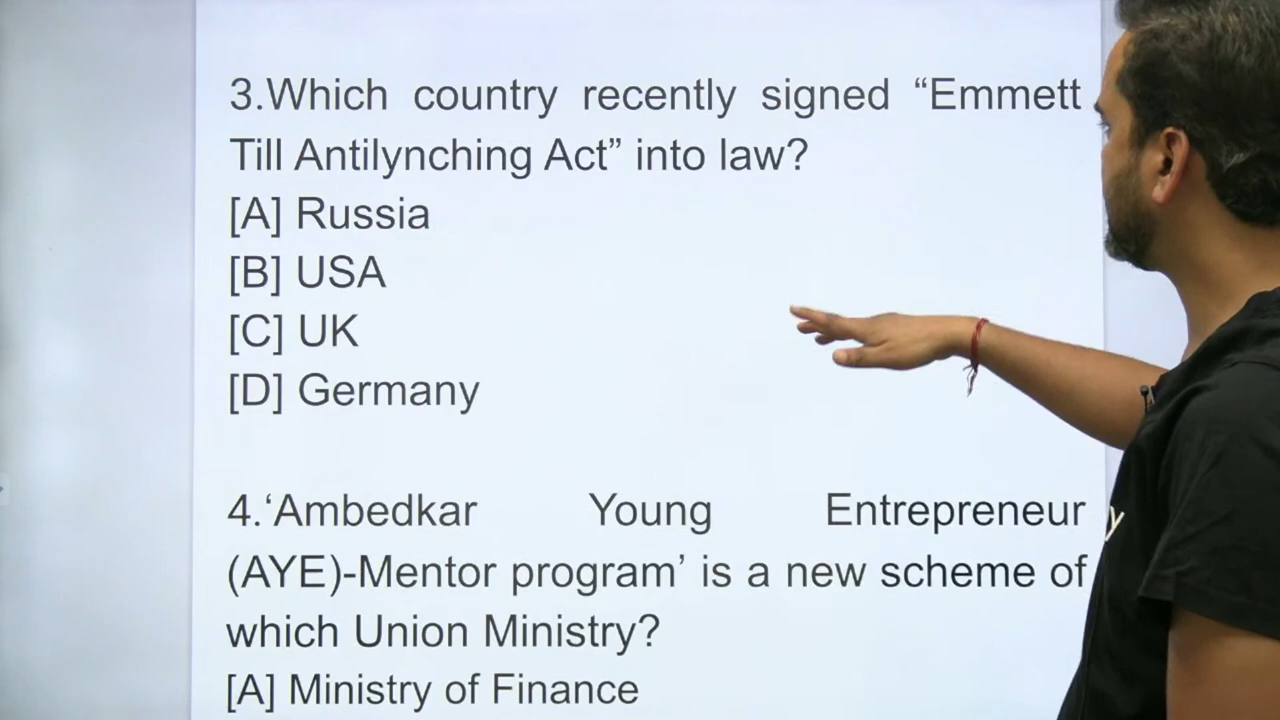 3.Which country recently signed “Emmett
Till Antilynching Act” into law?
[A] Russia
[B] USA
[C] UK
[D] Germany
4.‘Ambedkar Young Entrepreneur
(AYE)-Mentor program’ is a new scheme of
which Union Ministry?
[A] Ministry of Finance